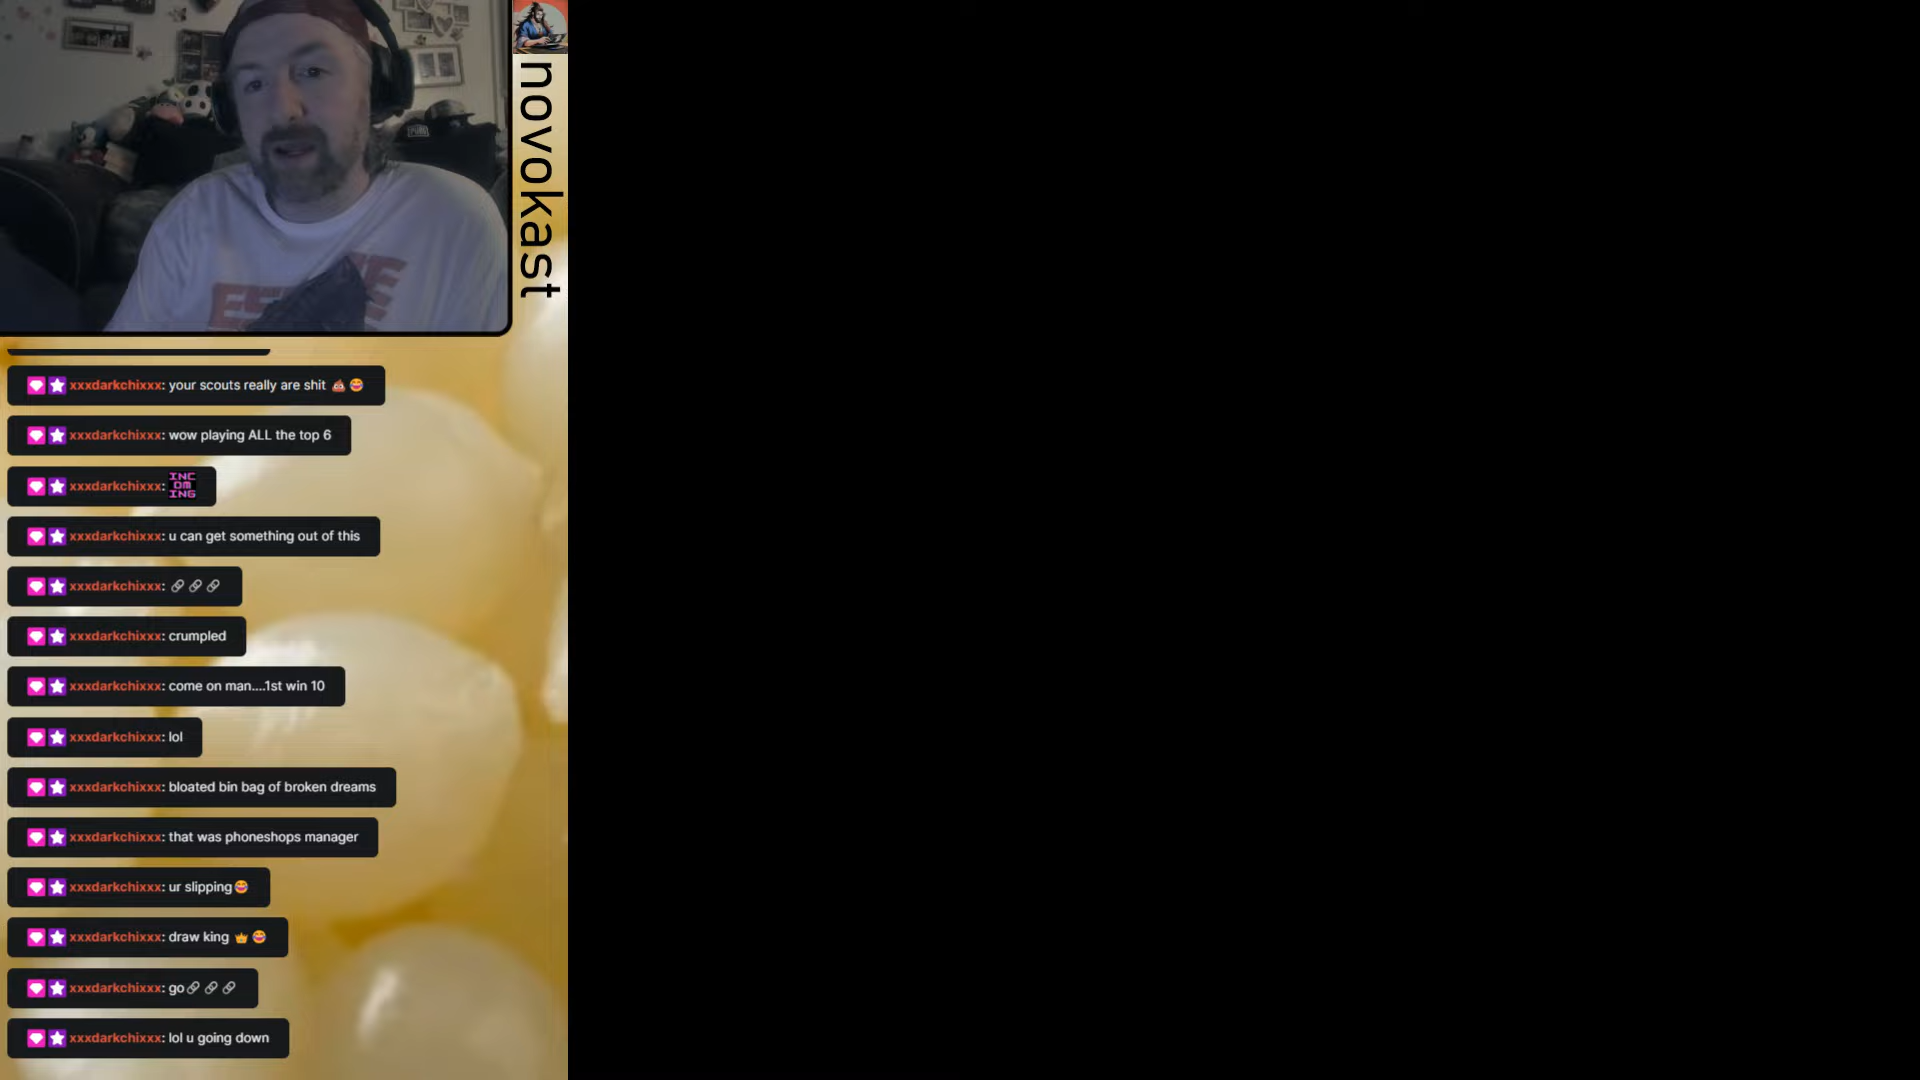 novokast
PUBG
xxxdarkchixxx: your scouts really are shit 💩 😂
xxxdarkchixxx: wow playing ALL the top 6
xxxdarkchixxx: INC
OM
ING
xxxdarkchixxx: u can get something out of this
xxxdarkchixxx: 🔗 🔗 🔗
xxxdarkchixxx: crumpled
xxxdarkchixxx: come on man....1st win 10
xxxdarkchixxx: lol
xxxdarkchixxx: bloated bin bag of broken dreams
xxxdarkchixxx: that was phoneshops manager
xxxdarkchixxx: ur slipping😂
xxxdarkchixxx: draw king 👑 😂
xxxdarkchixxx: go🔗 🔗 🔗
xxxdarkchixxx: lol u going down